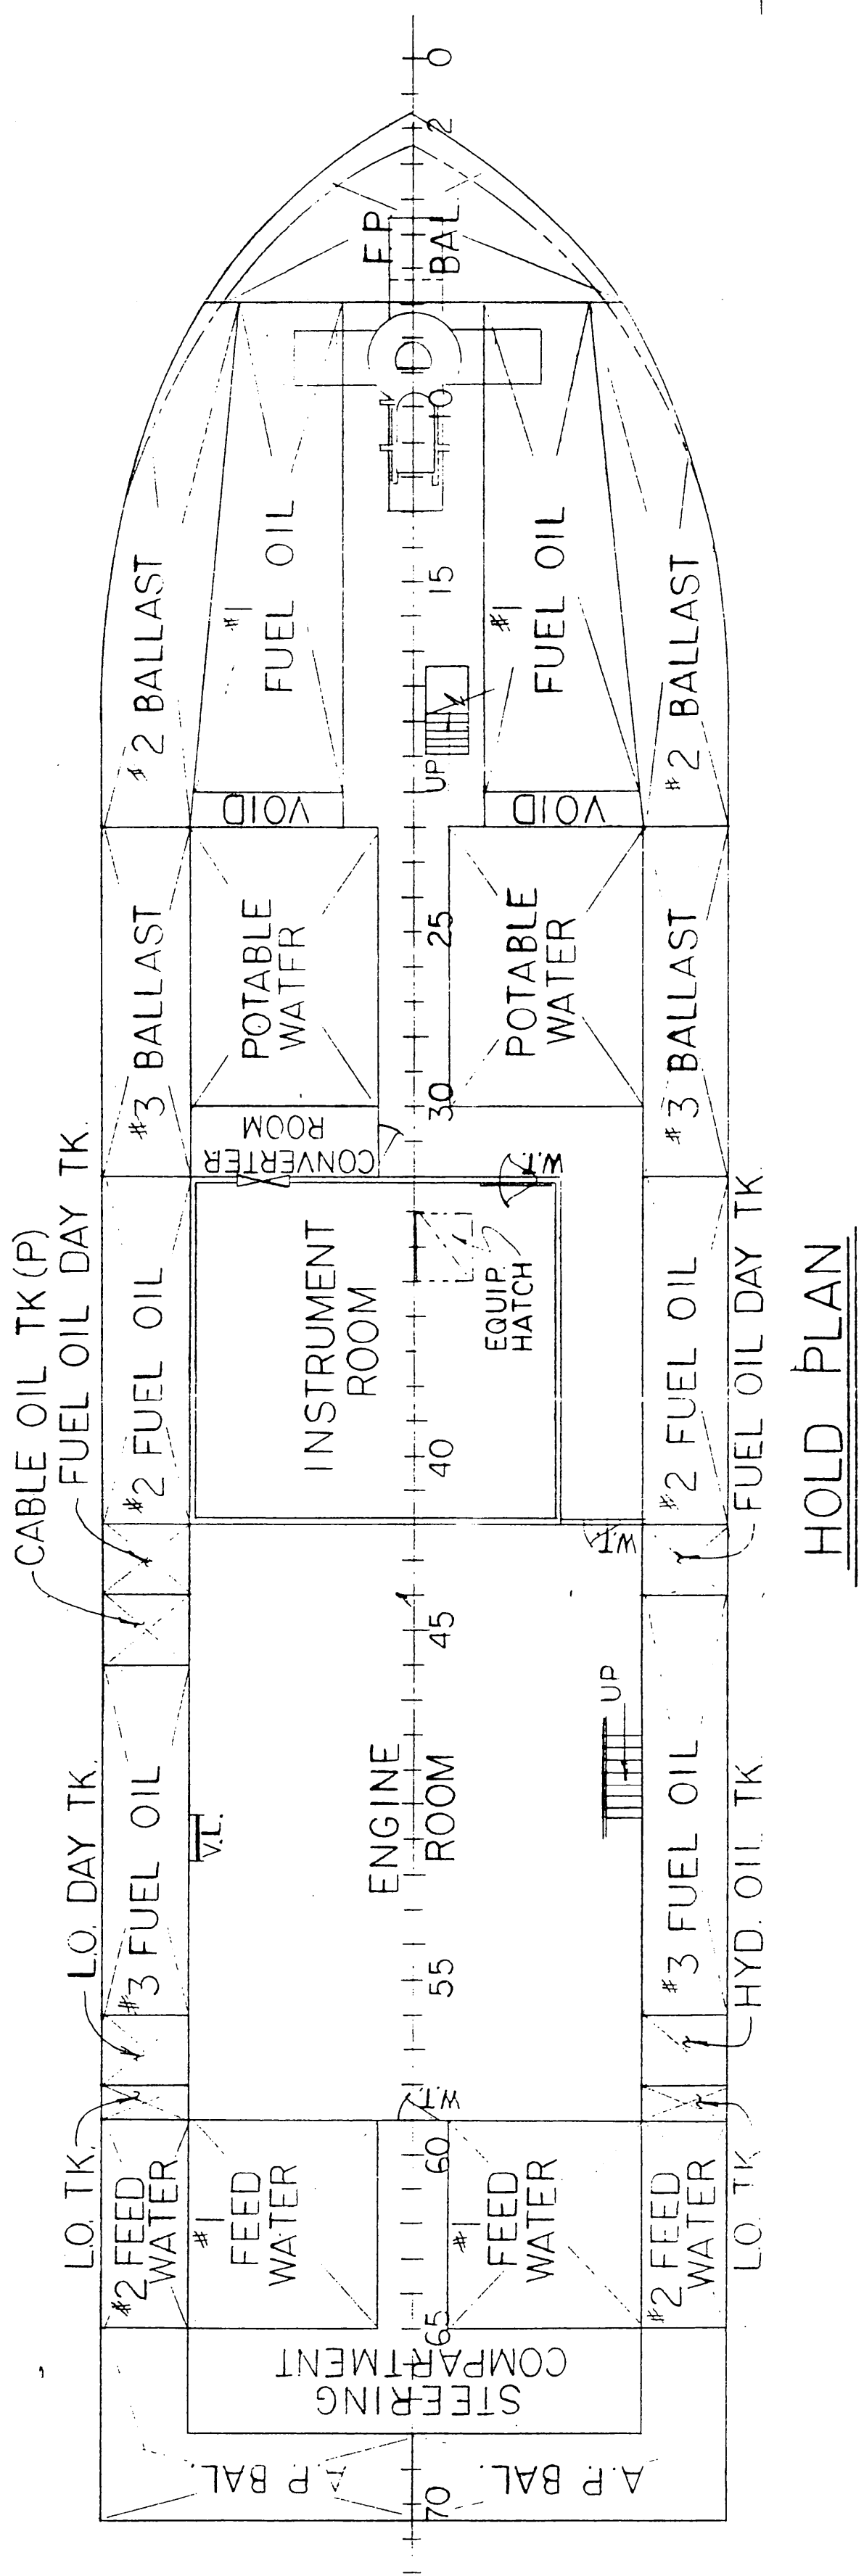 0
2
F P
BAL
10
#2 BALLAST
#1
FUEL OIL
15
#1
FUEL OIL
#2 BALLAST
UP
VOID
VOID
#3 BALLAST
POTABLE
WATER
25
POTABLE
WATER
#3 BALLAST
30
CONVERTER
ROOM
W.T.
CABLE OIL TK (P)
FUEL OIL DAY TK.
#2 FUEL OIL
INSTRUMENT
ROOM
EQUIP.
HATCH
40
#2 FUEL OIL
FUEL OIL DAY TK.
W.T.
45
UP
L.O. DAY TK.
#3 FUEL OIL
V.L.
ENGINE
ROOM
55
#3 FUEL OIL
HYD. OIL TK.
W.T.
60
L.O. TK.
#2 FEED
WATER
#1
FEED
WATER
#1
FEED
WATER
#2 FEED
WATER
L.O. TK
65
STEERING
COMPARTMENT
A.P. BAL.
A.P. BAL.
70
HOLD PLAN